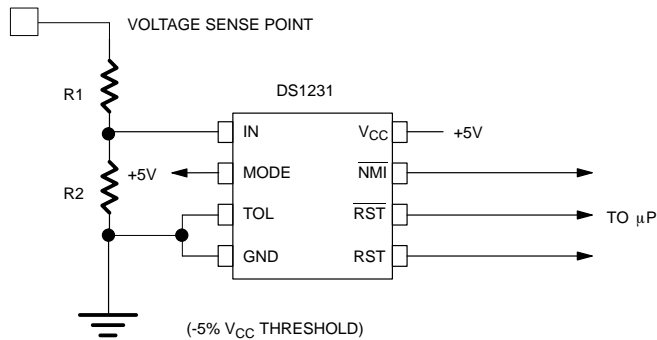 VOLTAGE SENSE POINT
DS1231
R1
IN
VCC
+5V
+5V
MODE
NMI
R2
TOL
RST
TO µP
GND
RST
(-5% VCC THRESHOLD)